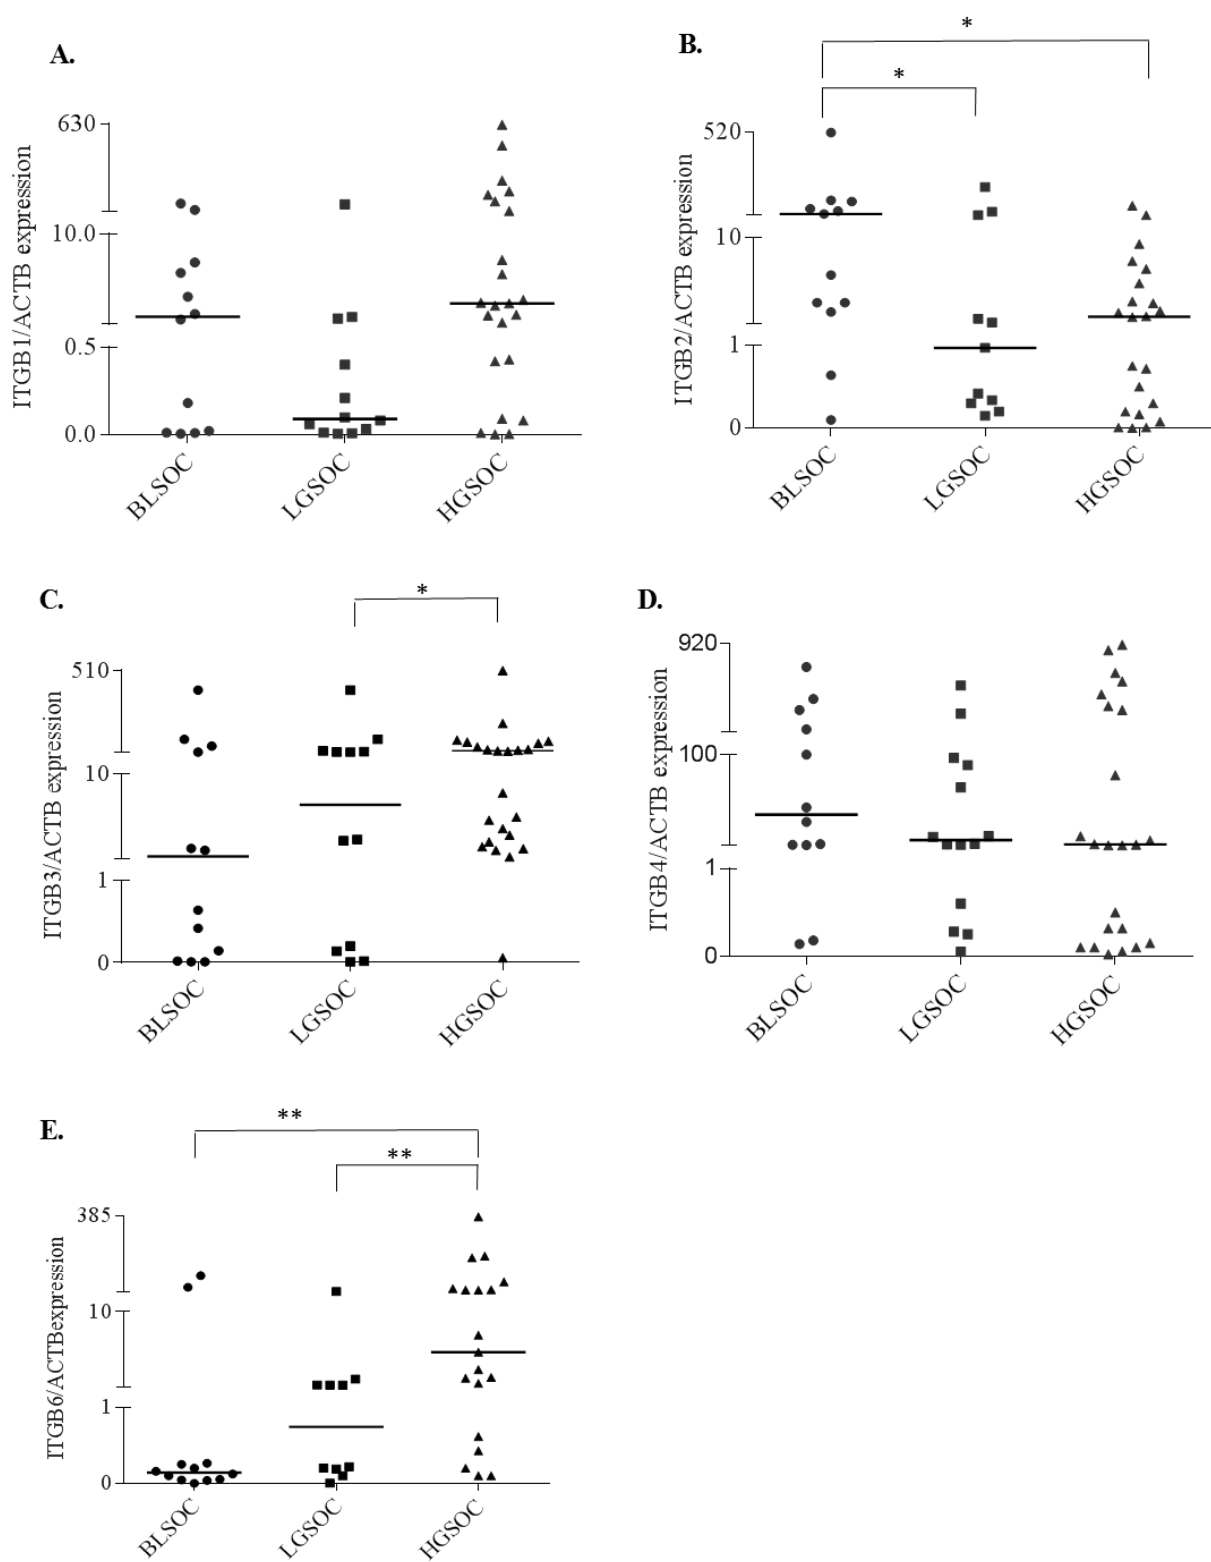 A.
ITGB1/ACTB expression
630
10.0
0.5
0.0
BLSOC
LGSOC
HGSOC
B.
*
*
ITGB2/ACTB expression
520
10
1
0
BLSOC
LGSOC
HGSOC
C.
*
ITGB3/ACTB expression
510
10
1
0
BLSOC
LGSOC
HGSOC
D.
ITGB4/ACTB expression
920
100
1
0
BLSOC
LGSOC
HGSOC
E.
**
**
ITGB6/ACTBexpression
385
10
1
0
BLSOC
LGSOC
HGSOC